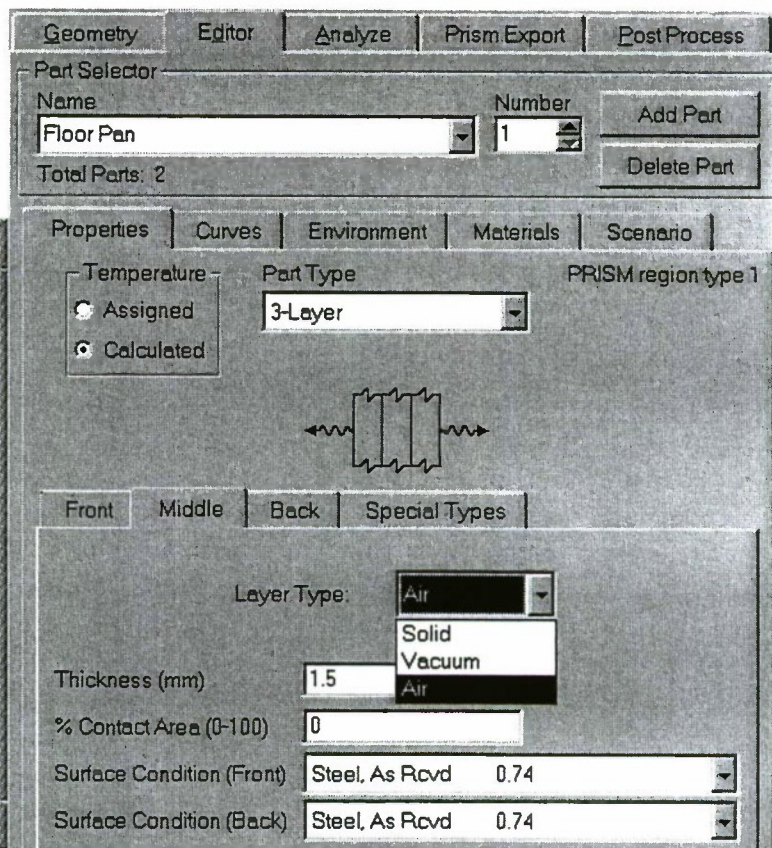 Geometry Editor Analyze Prism Export Post Process
Part Selector
Name Number
Floor Pan 1 Add Part
Total Parts: 2 Delete Part
Properties Curves Environment Materials Scenario
Temperature Part Type PRISM region type 1
Assigned 3-Layer
Calculated
Front Middle Back Special Types
Layer Type: Air
Solid
Vacuum
Thickness (mm) 1.5 Air
% Contact Area (0-100) 0
Surface Condition (Front) Steel, As Rcvd 0.74
Surface Condition (Back) Steel, As Rcvd 0.74